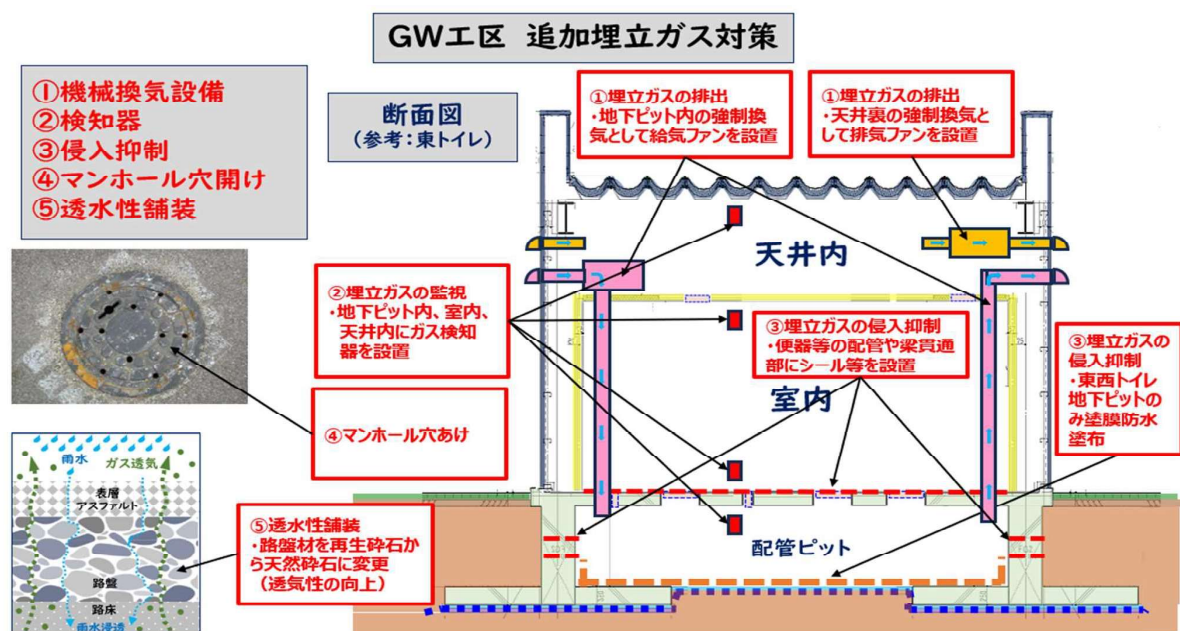 GW工区 追加埋立ガス対策
①機械換気設備
②検知器
③侵入抑制
④マンホール穴開け
⑤透水性舗装
断面図
(参考:東トイレ)
①埋立ガスの排出
・地下ピット内の強制換
気として給気ファンを設置
①埋立ガスの排出
・天井裏の強制換気と
して排気ファンを設置
天井内
②埋立ガスの監視
・地下ピット内、室内、
天井内にガス検知
器を設置
③埋立ガスの侵入抑制
・便器等の配管や梁貫通
部にシール等を設置
室内
③埋立ガスの
侵入抑制
・東西トイレ
地下ピットの
み塗膜防水
塗布
④マンホール穴あけ
雨水
ガス透気
表層
アスファルト
路盤
路床
雨水浸透
⑤透水性舗装
・路盤材を再生砕石か
ら天然砕石に変更
(透気性の向上)
配管ピット